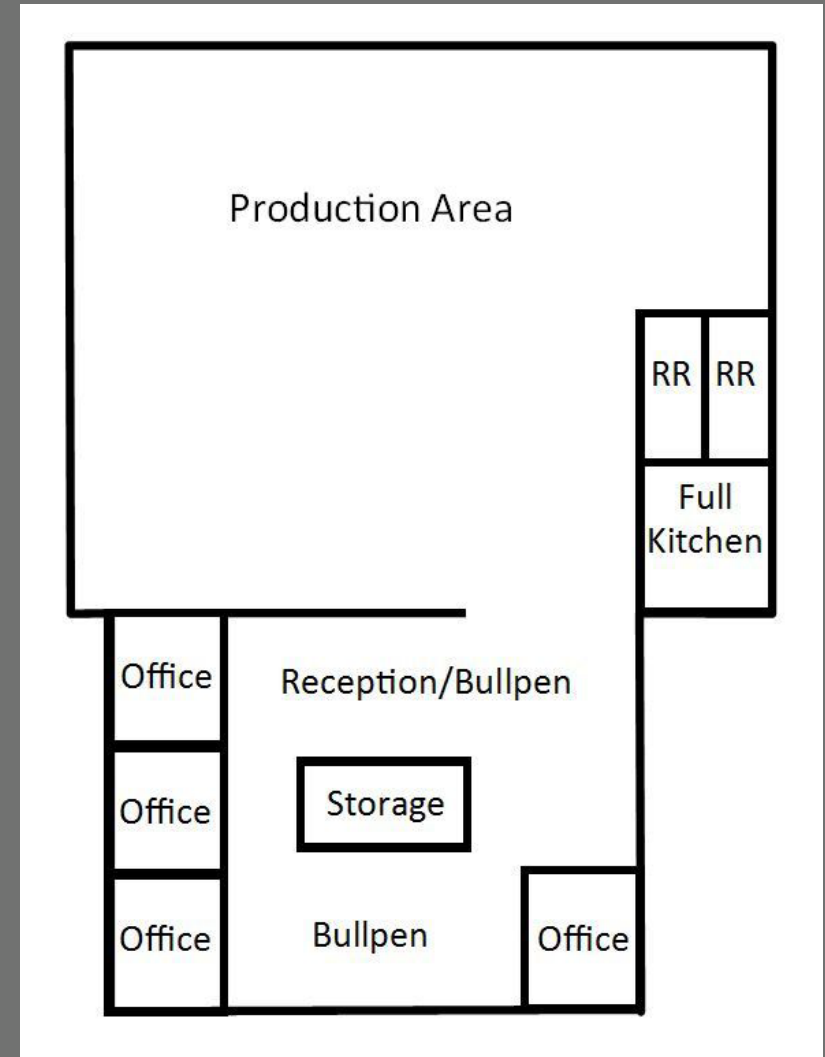 Production Area
RR RR
Full
Kitchen
Office
Reception/Bullpen
Office
Storage
Office
Bullpen
Office